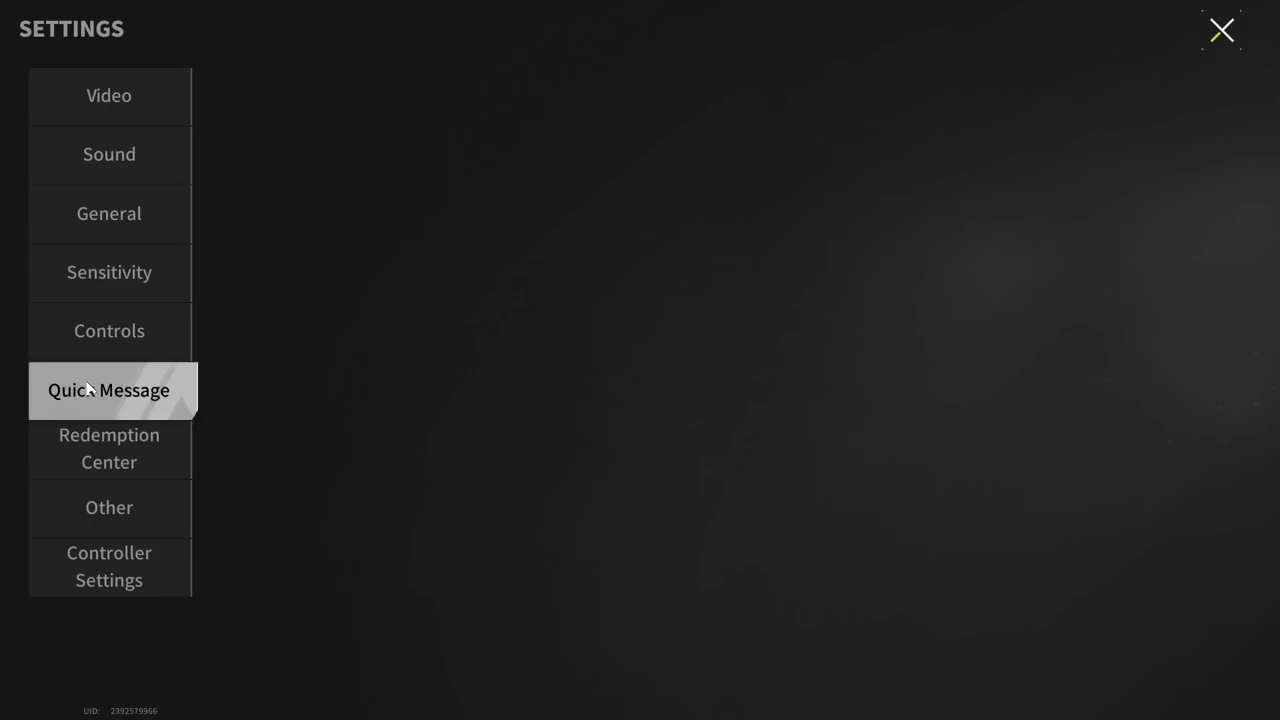 SETTINGS
Video
Sound
General
Sensitivity
Controls
Quick Message
Redemption
Center
Other
Controller
Settings
UID: 2392579966